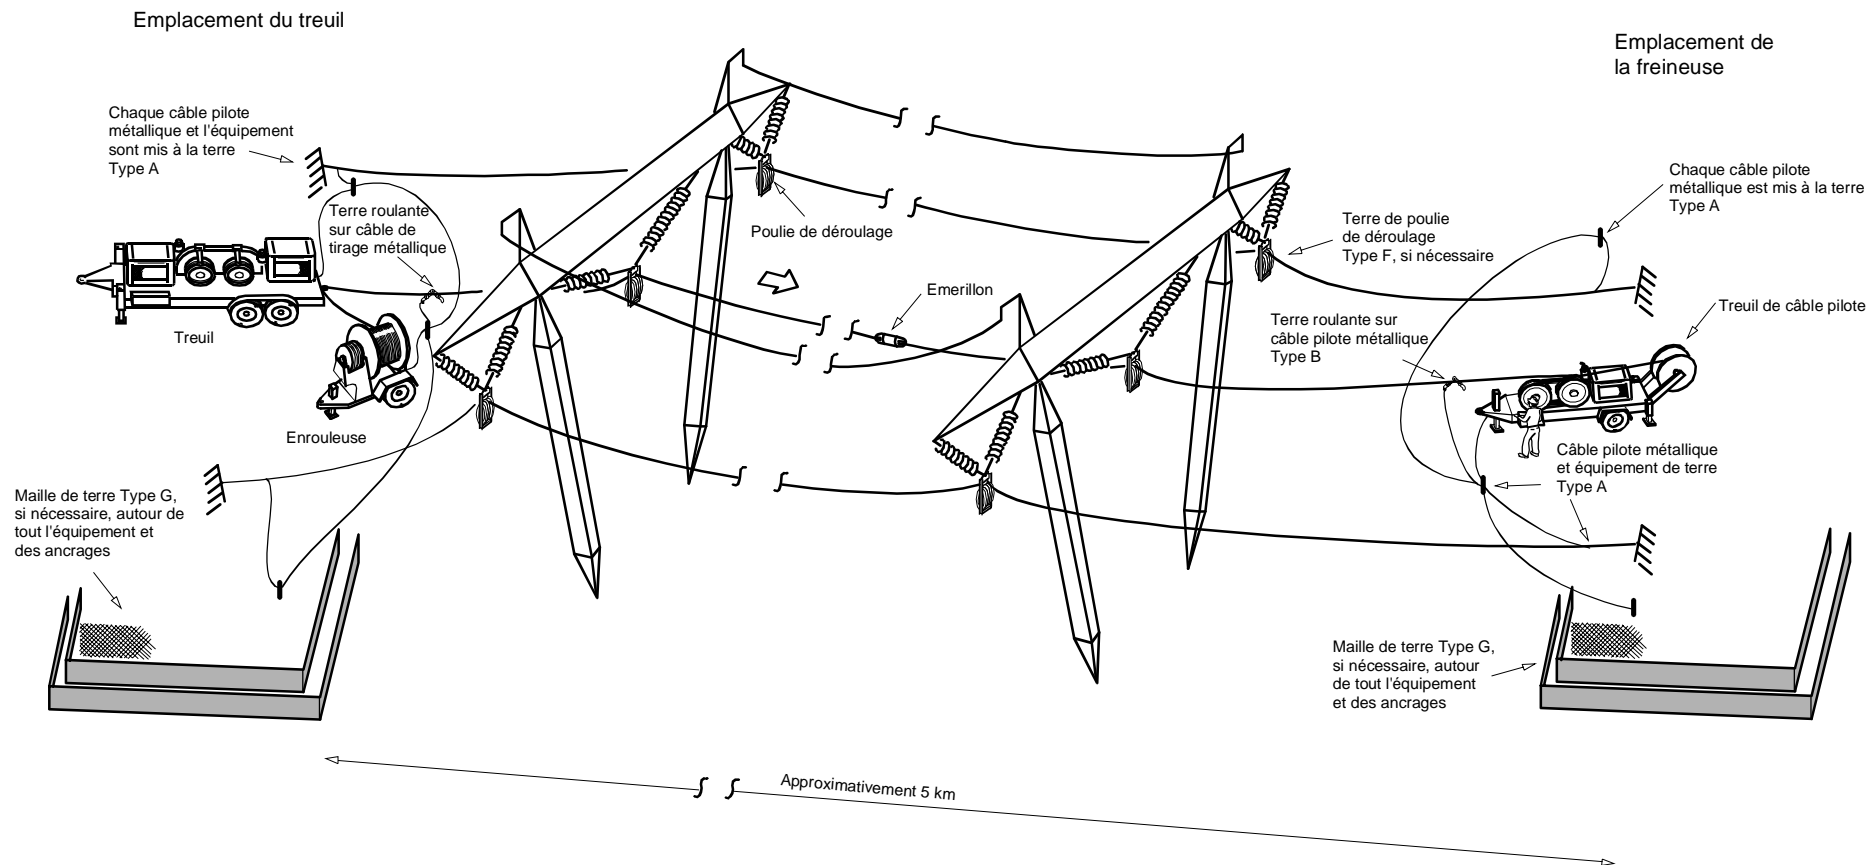 Emplacement du treuil
Emplacement de
la freineuse
Chaque câble pilote
métallique et l'équipement
sont mis à la terre
Type A
Terre roulante
sur câble de
tirage métallique
Poulie de déroulage
Terre de poulie
de déroulage
Type F, si nécessaire
Chaque câble pilote
métallique est mis à la terre
Type A
Treuil
Emerillon
Terre roulante sur
câble pilote métallique
Type B
Treuil de câble pilote
Enrouleuse
Câble pilote métallique
et équipement de terre
Type A
Maille de terre Type G,
si nécessaire, autour de
tout l'équipement et
des ancrages
Maille de terre Type G,
si nécessaire, autour
de tout l'équipement
et des ancrages
Approximativement 5 km